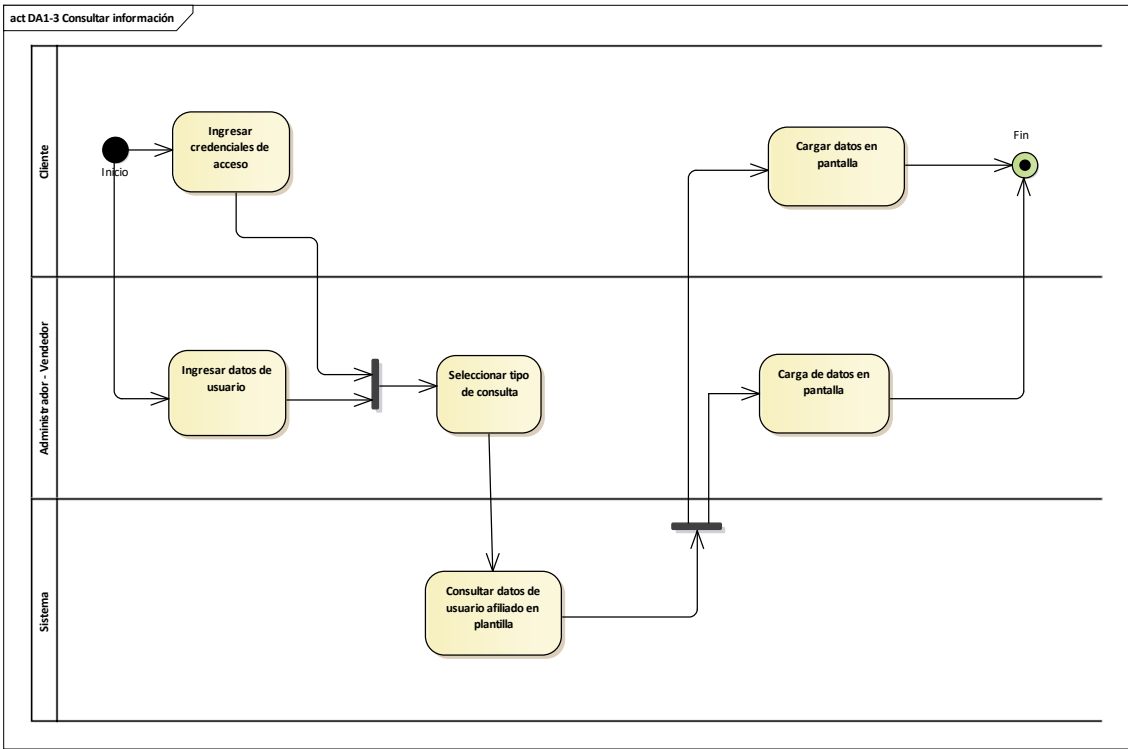 act DA1-3 Consultar información
Cliente
Inicio
Ingresar
credenciales de
acceso
Cargar datos en
pantalla
Fin
Administrador - Vendedor
Ingresar datos de
usuario
Seleccionar tipo
de consulta
Carga de datos en
pantalla
Sistema
Consultar datos de
usuario afiliado en
plantilla